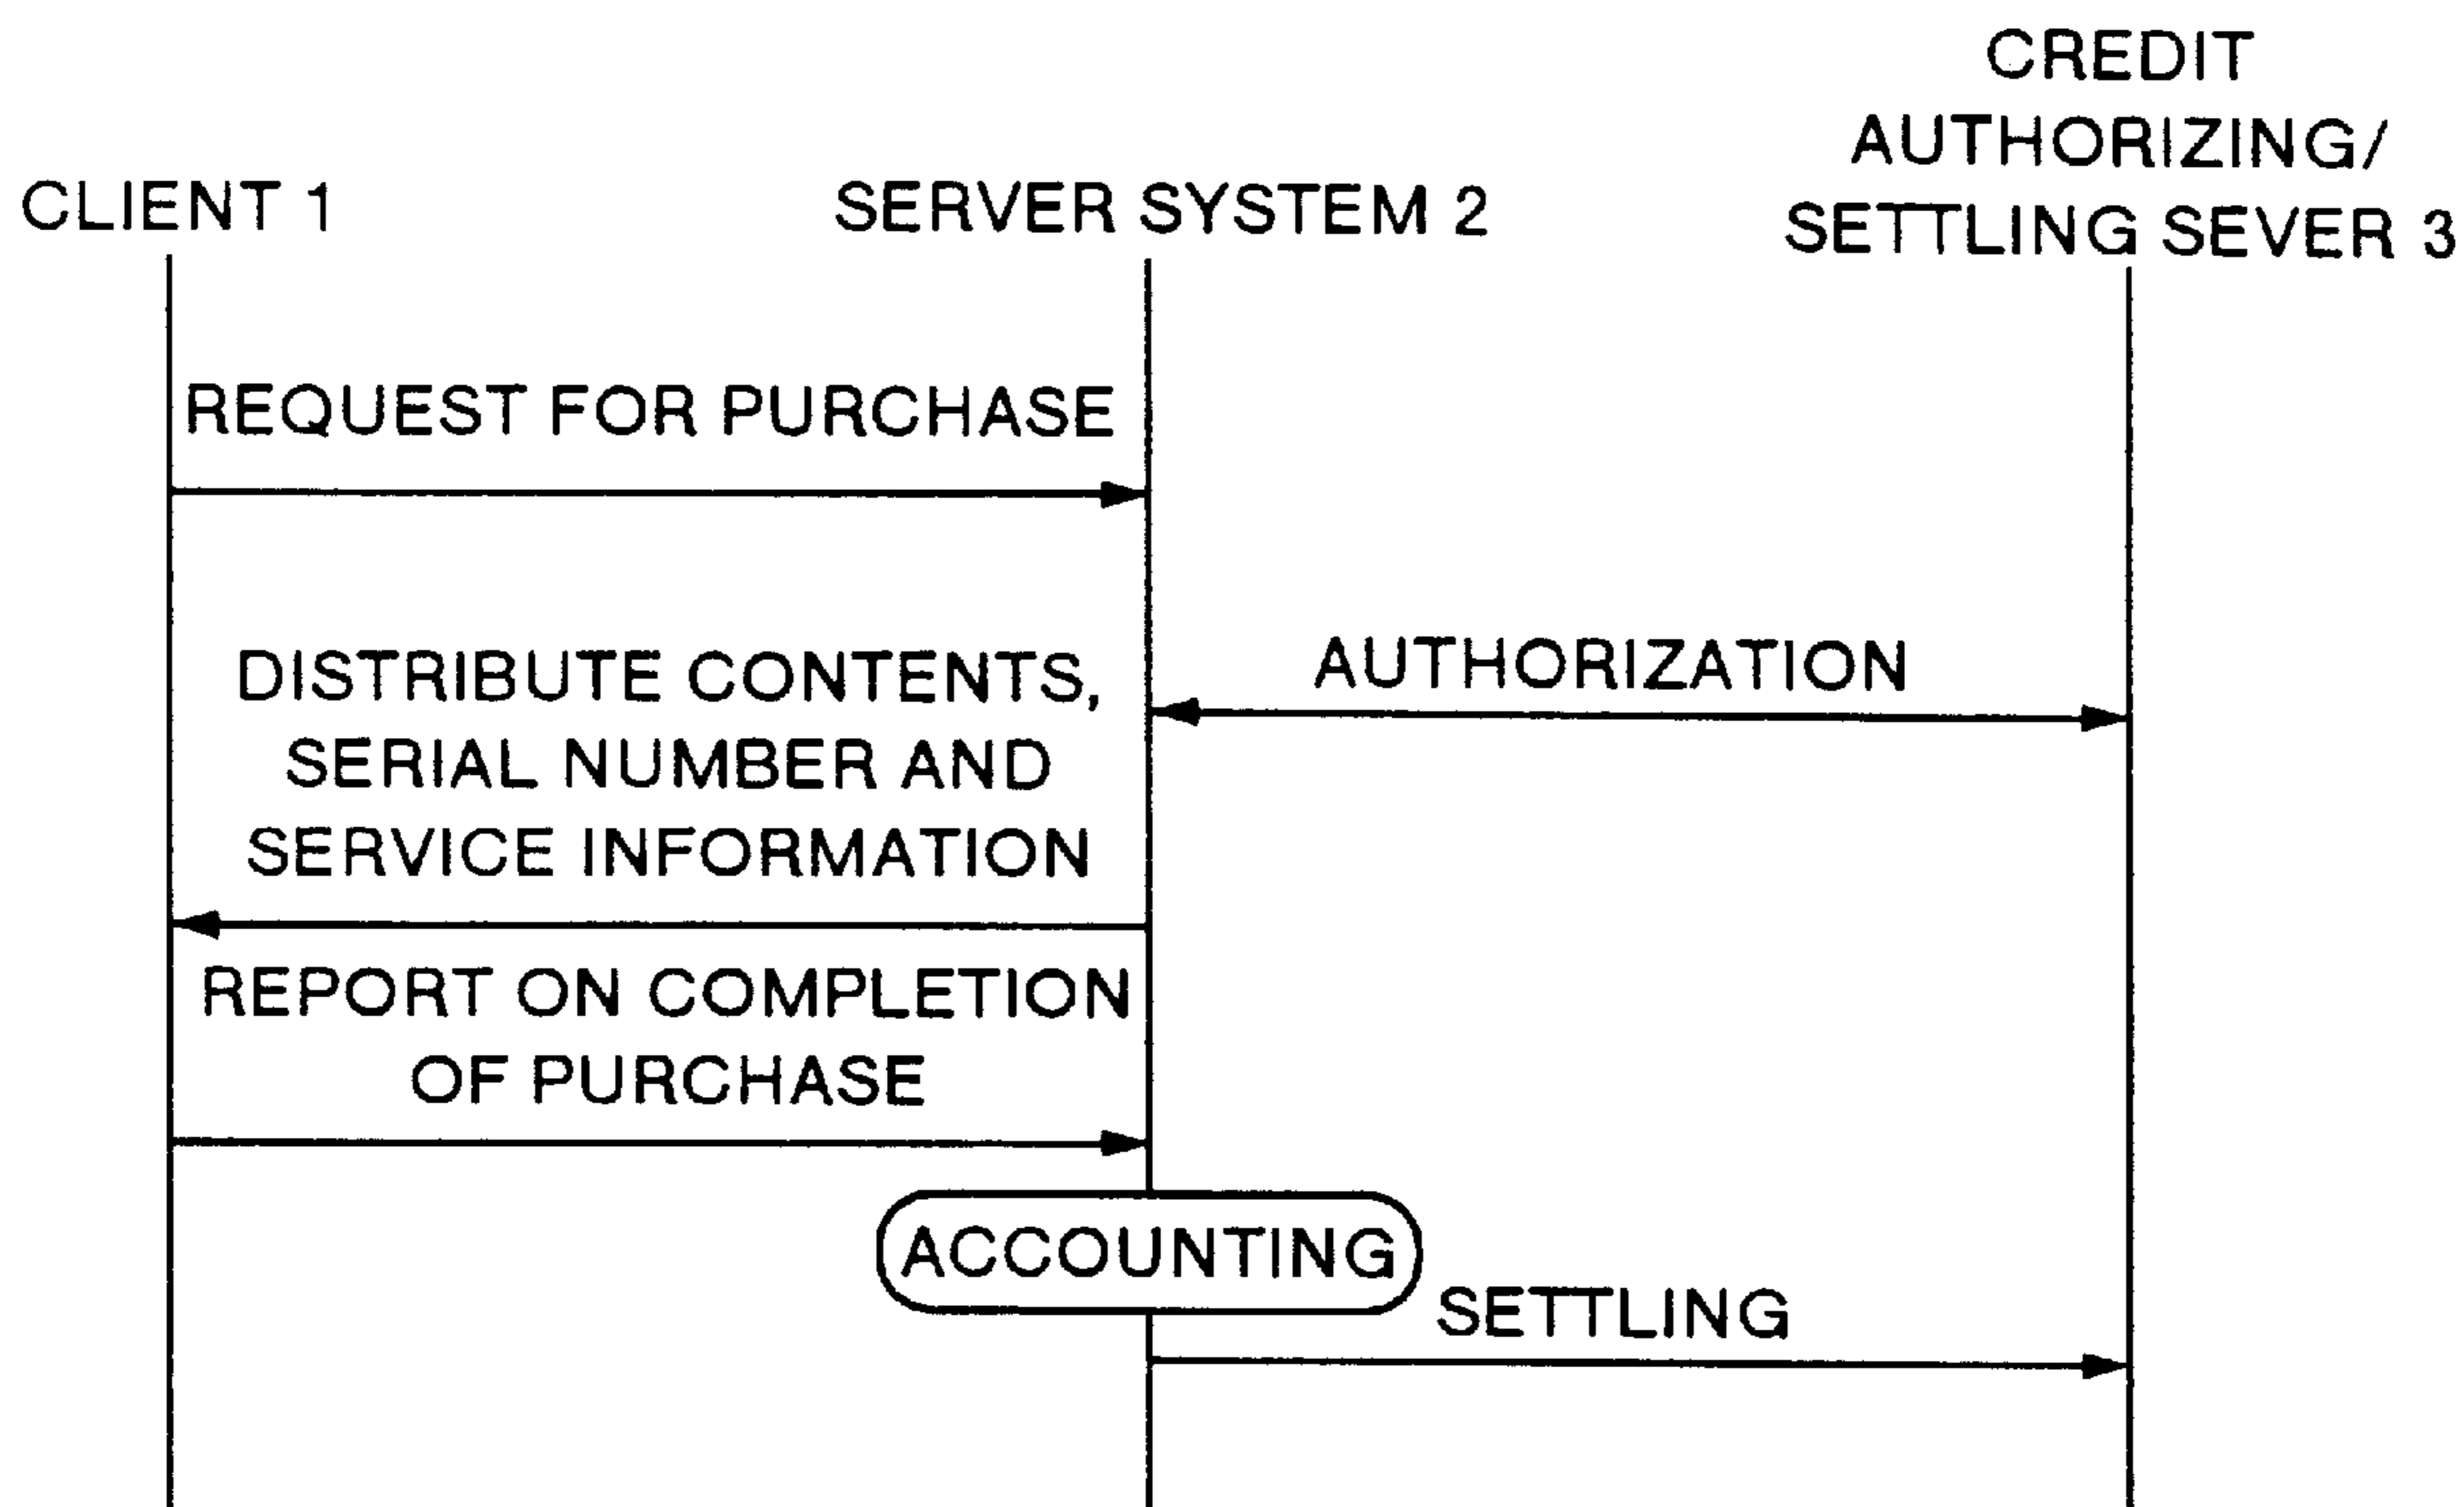 CREDIT
AUTHORIZING/
SETTLING SEVER 3
CLIENT 1
SERVER SYSTEM 2
REQUEST FOR PURCHASE
AUTHORIZATION
DISTRIBUTE CONTENTS,
SERIAL NUMBER AND
SERVICE INFORMATION
REPORT ON COMPLETION
OF PURCHASE
ACCOUNTING
SETTLING